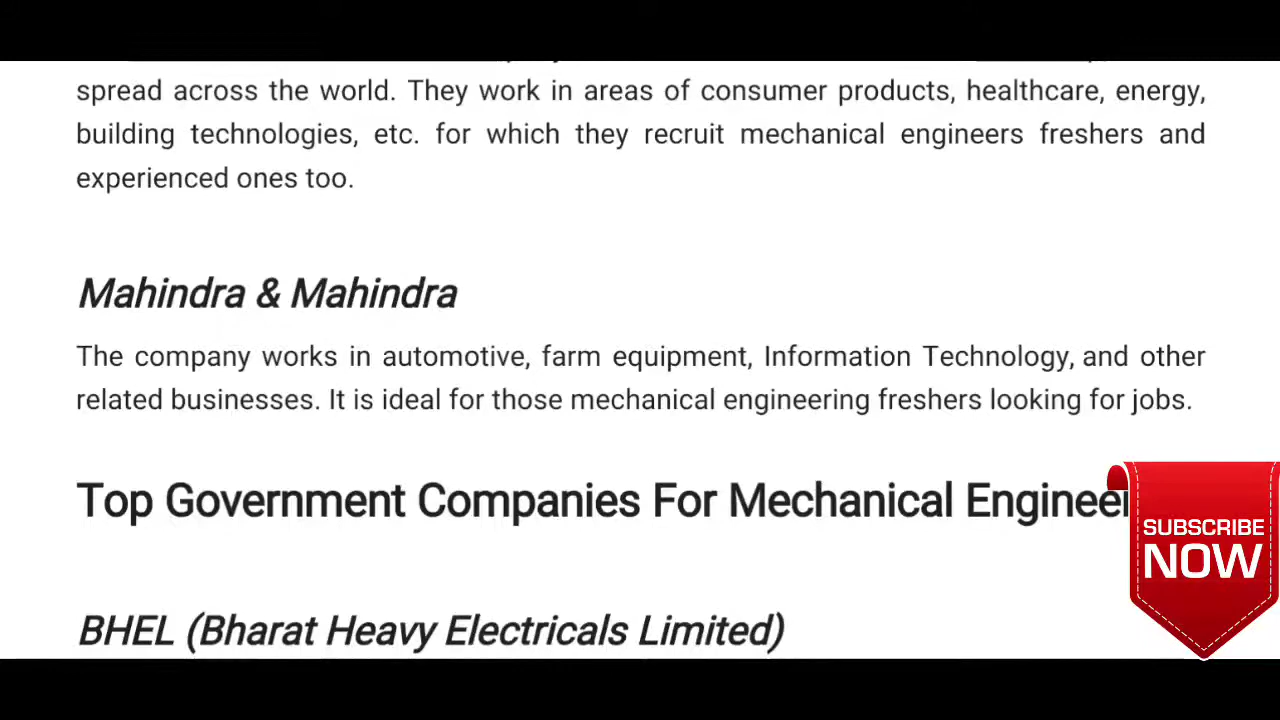 spread across the world. They work in areas of consumer products, healthcare, energy,
building technologies, etc. for which they recruit mechanical engineers freshers and
experienced ones too.
Mahindra & Mahindra
The company works in automotive, farm equipment, Information Technology, and other
related businesses. It is ideal for those mechanical engineering freshers looking for jobs.
Top Government Companies For Mechanical Engineer
SUBSCRIBE
NOW
BHEL (Bharat Heavy Electricals Limited)